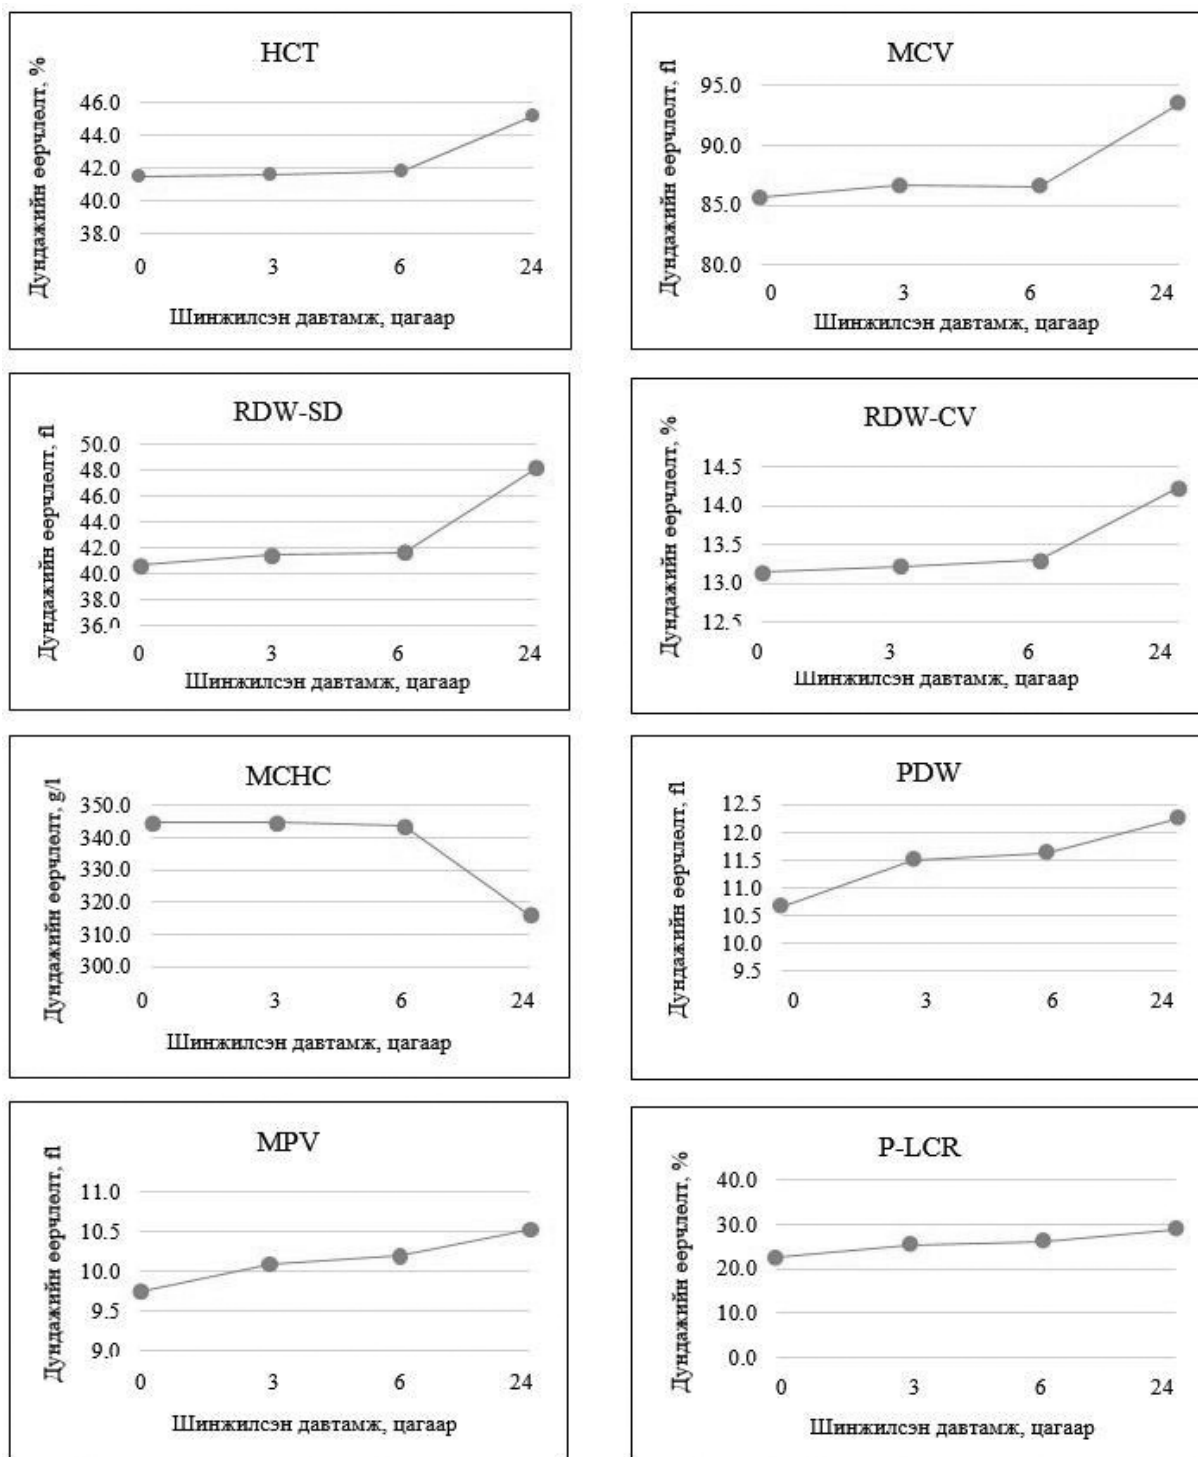 HCT
Дундажийн өөрчлөлт, %
46.0
44.0
42.0
40.0
38.0
0 3 6 24
Шинжилсэн давтамж, цагаар
MCV
Дундажийн өөрчлөлт, fl
95.0
90.0
85.0
80.0
0 3 6 24
Шинжилсэн давтамж, цагаар
RDW-SD
Дундажийн өөрчлөлт, fl
50.0
48.0
46.0
44.0
42.0
40.0
38.0
36.0
0 3 6 24
Шинжилсэн давтамж, цагаар
RDW-CV
Дундажийн өөрчлөлт, %
14.5
14.0
13.5
13.0
12.5
0 3 6 24
Шинжилсэн давтамж, цагаар
MCHC
Дундажийн өөрчлөлт, g/l
350.0
340.0
330.0
320.0
310.0
300.0
0 3 6 24
Шинжилсэн давтамж, цагаар
PDW
Дундажийн өөрчлөлт, fl
12.5
12.0
11.5
11.0
10.5
10.0
9.5
0 3 6 24
MPV
Дундажийн өөрчлөлт, fl
11.0
10.5
10.0
9.5
9.0
0 3 6 24
Шинжилсэн давтамж, цагаар
P-LCR
Дундажийн өөрчлөлт, %
40.0
30.0
20.0
10.0
0.0
0 3 6 24
Шинжилсэн давтамж, цагаар